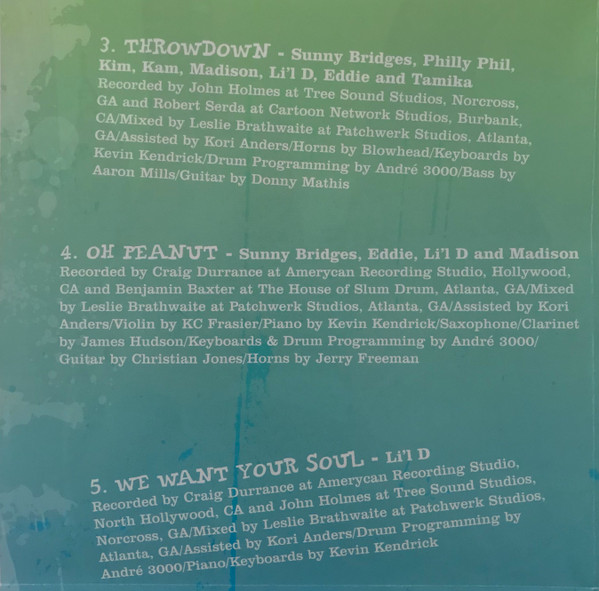 3. THROWDOWN - Sunny Bridges, Philly Phil,
Kim, Kam, Madison, Li'l D, Eddie and Tamika
Recorded by John Holmes at Tree Sound Studios, Norcross,
GA and Robert Serda at Cartoon Network Studios, Burbank,
CA/Mixed by Leslie Brathwaite at Patchwerk Studios, Atlanta,
GA/Assisted by Kori Anders/Horns by Blowhead/Keyboards by
Kevin Kendrick/Drum Programming by André 3000/Bass by
Aaron Mills/Guitar by Donny Mathis
4. OH PEANUT - Sunny Bridges, Eddie, Li'l D and Madison
Recorded by Craig Durrance at Amerycan Recording Studio, Hollywood,
CA and Benjamin Baxter at The House of Slum Drum, Atlanta, GA/Mixed
by Leslie Brathwaite at Patchwerk Studios, Atlanta, GA/Assisted by Kori
Anders/Violin by KC Frasier/Piano by Kevin Kendrick/Saxophone/Clarinet
by James Hudson/Keyboards & Drum Programming by André 3000/
Guitar by Christian Jones/Horns by Jerry Freeman
5. WE WANT YOUR SOUL - Li'l D
Recorded by Craig Durrance at Amerycan Recording Studio,
North Hollywood, CA and John Holmes at Tree Sound Studios,
Norcross, GA/Mixed by Leslie Brathwaite at Patchwerk Studios,
Atlanta, GA/Assisted by Kori Anders/Drum Programming by
André 3000/Piano/Keyboards by Kevin Kendrick